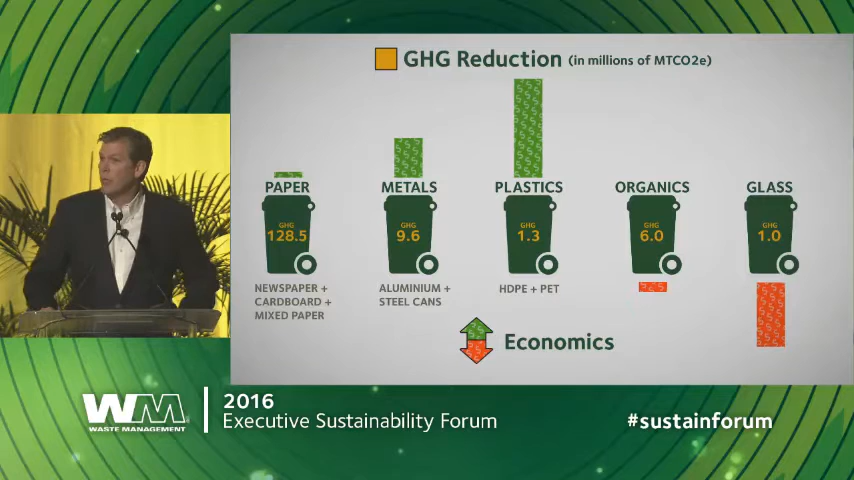 GHG Reduction (in millions of MTCO2e)
PAPER METALS PLASTICS ORGANICS GLASS
GHG GHG GHG GHG GHG
128.5 9.6 1.3 6.0 1.0
NEWSPAPER +
CARDBOARD +
MIXED PAPER
ALUMINIUM +
STEEL CANS
HDPE + PET
Economics
WM
WASTE MANAGEMENT
2016
Executive Sustainability Forum
#sustainforum